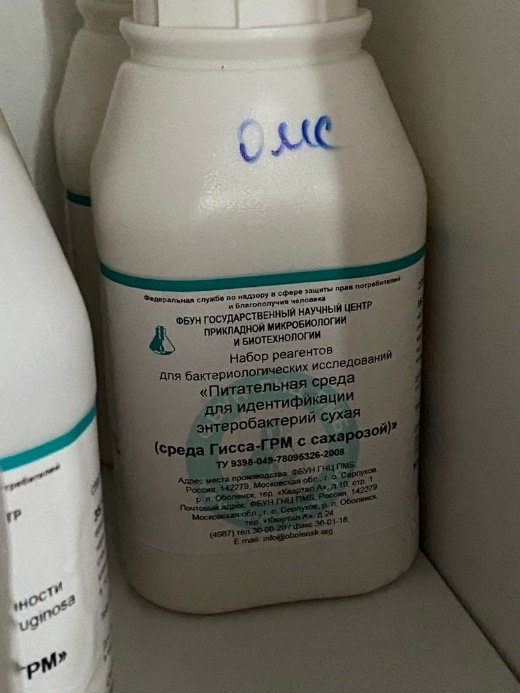 ОМС
Федеральная служба по надзору в сфере защиты прав потребителей
и благополучия человека
ФБУН ГОСУДАРСТВЕННЫЙ НАУЧНЫЙ ЦЕНТР
ПРИКЛАДНОЙ МИКРОБИОЛОГИИ
И БИОТЕХНОЛОГИИ
Набор реагентов
для бактериологических исследований
«Питательная среда
для идентификации
энтеробактерий сухая
(среда Гисса-ГРМ с сахарозой)»
ТУ 9398-049-78095326-2008
Адрес места производства: ФБУН ГНЦ ПМБ,
Россия, 142279, Московская обл., г. о. Серпухов,
р. п. Оболенск, тер. «Квартал А», д.10, стр. 1
Почтовый адрес: ФБУН ГНЦ ПМБ, Россия, 142279
Московская обл., г. о. Серпухов, р. п. Оболенск,
тер. «Квартал А», д.24
(4967) тел.36-00-20 / факс 36-01-16
E.mail: info@obolensk.org
требителей
ТР
ности
uginosa
ГРМ»